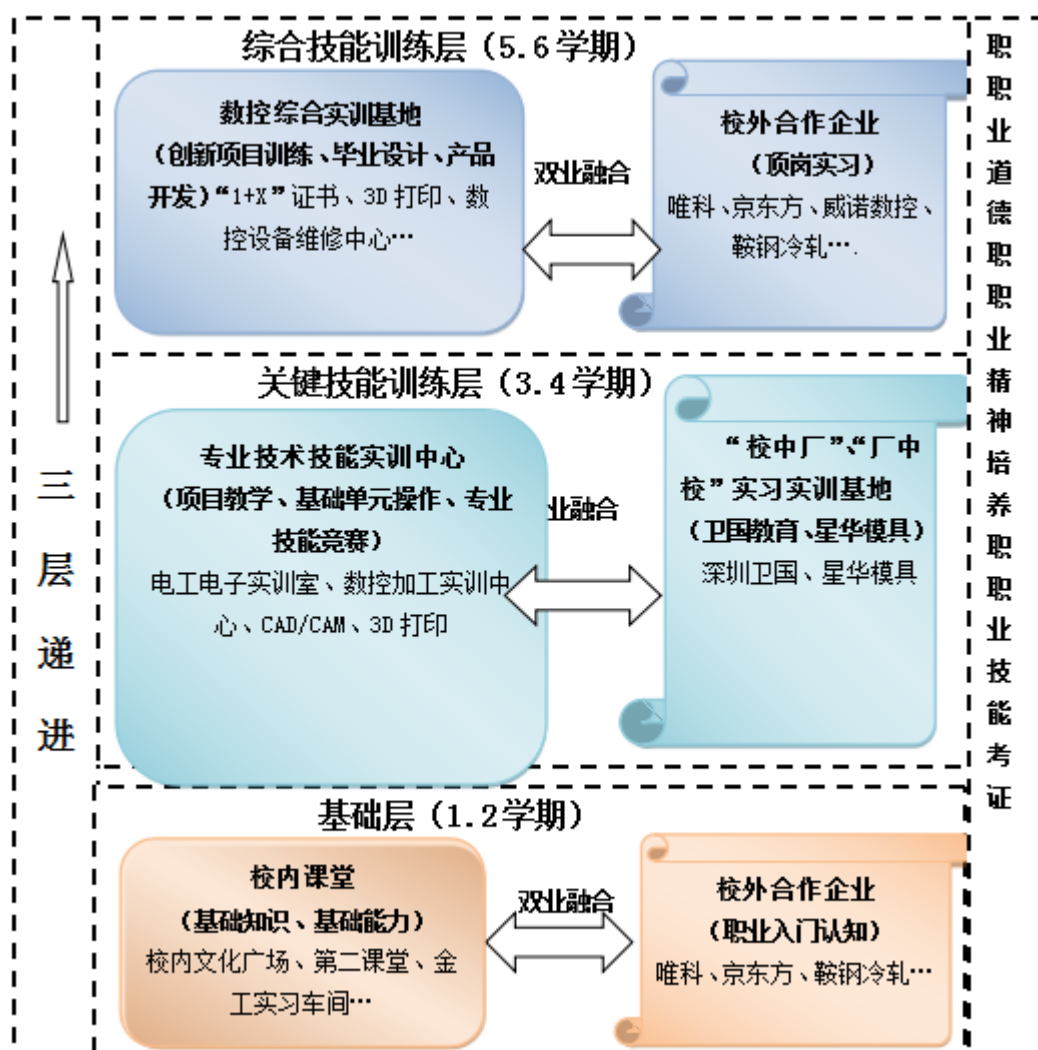 综合技能训练层（5.6学期）
数控综合实训基地
（创新项目训练、毕业设计、产品
开发）“1+X”证书、3D打印、数
控设备维修中心…
双业融合
校外合作企业
（顶岗实习）
唯科、京东方、威诺数控、
鞍钢冷轧….
关键技能训练层（3.4学期）
专业技术技能实训中心
（项目教学、基础单元操作、专业
技能竞赛）
电工电子实训室、数控加工实训中
心、CAD/CAM、3D打印
业融合
“校中厂”、“厂中
校”实习实训基地
（卫国教育、星华模具）
深圳卫国、星华模具
基础层（1.2学期）
校内课堂
（基础知识、基础能力）
校内文化广场、第二课堂、金
工实习车间…
双业融合
校外合作企业
（职业入门认知）
唯科、京东方、鞍钢冷轧…
三层递进
职职业道德职职业精神培养职职业技能考证